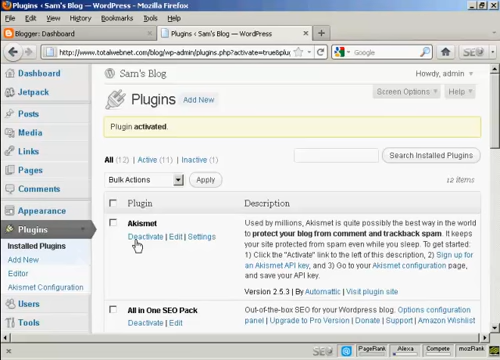 Plugins ‹ Sam's Blog — WordPress - Mozilla Firefox
File Edit View History Bookmarks Tools Help
Blogger: Dashboard
Plugins ‹ Sam's Blog — WordPress
http://www.totalwebnet.com/blog/wp-admin/plugins.php?activate=true&plu
Google
Dashboard
Jetpack
Posts
Media
Links
Pages
Comments
Appearance
Plugins
Installed Plugins
Add New
Editor
Akismet Configuration
Users
Tools
Sam's Blog
Howdy, admin
Plugins Add New
Screen Options
Help
Plugin activated.
All (12) | Active (11) | Inactive (1)
Search Installed Plugins
Bulk Actions
Apply
12 items
Plugin
Description
Akismet
Deactivate | Edit | Settings
Used by millions, Akismet is quite possibly the best way in the world
to protect your blog from comment and trackback spam. It keeps
your site protected from spam even while you sleep. To get started:
1) Click the "Activate" link to the left of this description, 2) Sign up for
an Akismet API key, and 3) Go to your Akismet configuration
page, and save your API key.
Version 2.5.3 | By Automattic | Visit plugin site
All in One SEO Pack
Deactivate | Edit
Out-of-the-box SEO for your WordPress blog. Options configuration
panel | Upgrade to Pro Version | Donate | Support | Amazon Wishlist
PageRank
Alexa
Compete
mozRank